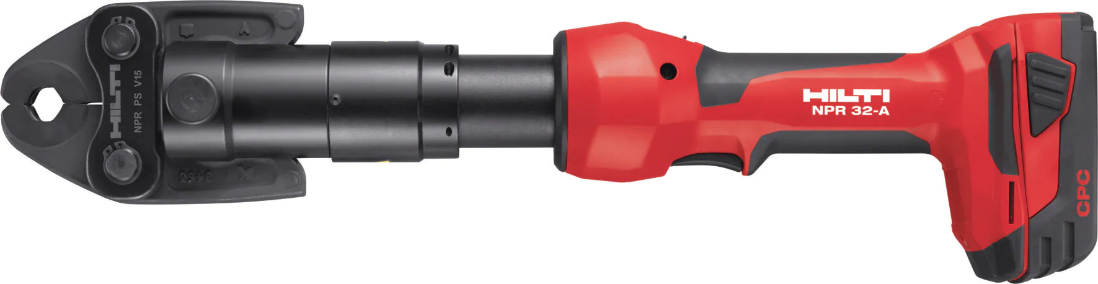 A
HILTI
NPR PS V15
HILTI
NPR 32-A
CPC